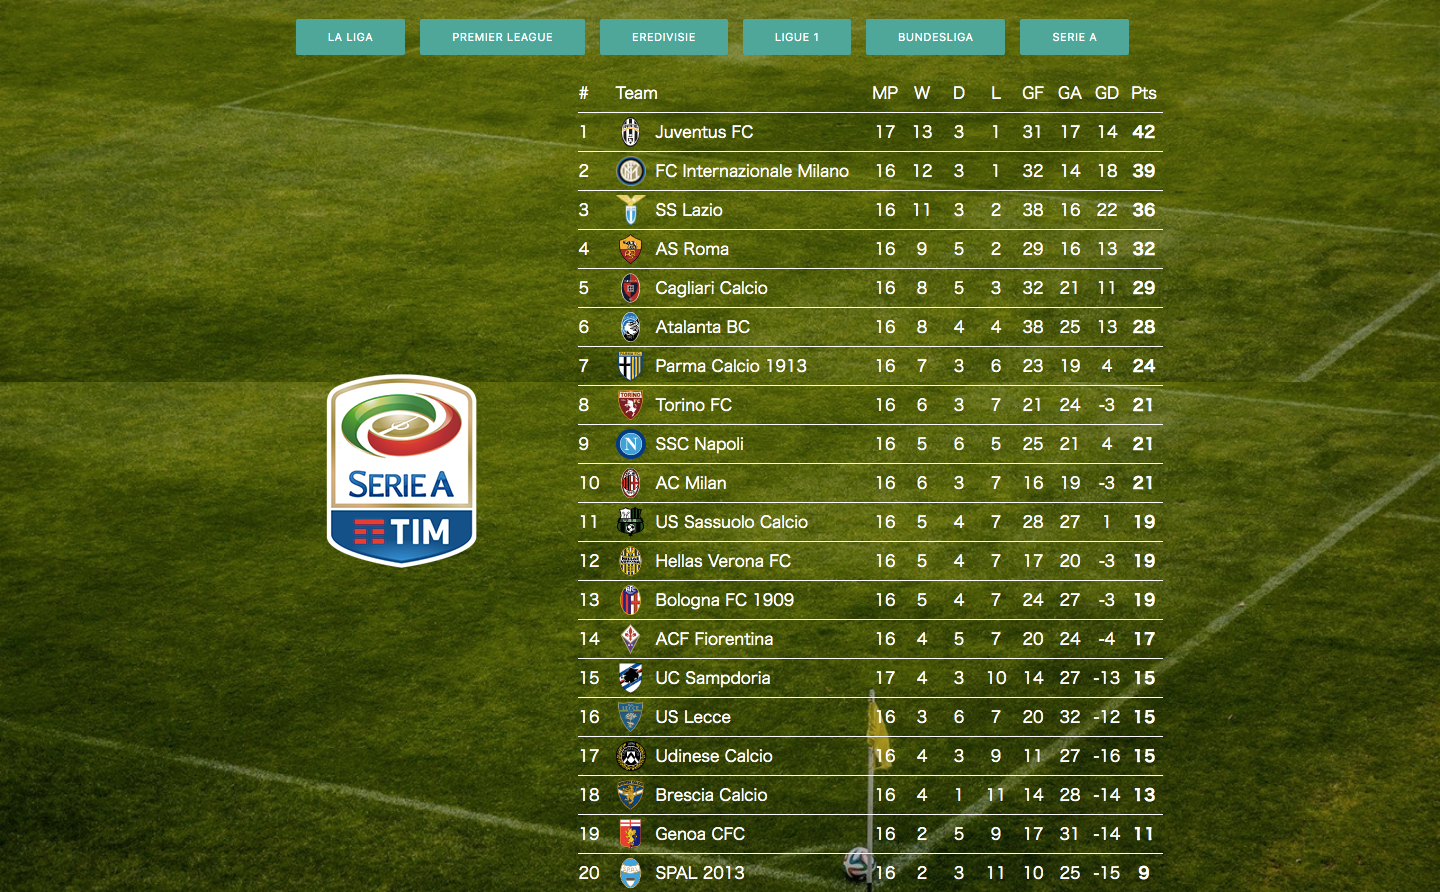 LA LIGA PREMIER LEAGUE EREDIVISIE LIGUE 1 BUNDESLIGA SERIE A
# Team MP W D L GF GA GD Pts
1 Juventus FC 17 13 3 1 31 17 14 42
2 FC Internazionale Milano 16 12 3 1 32 14 18 39
3 SS Lazio 16 11 3 2 38 16 22 36
4 AS Roma 16 9 5 2 29 16 13 32
5 Cagliari Calcio 16 8 5 3 32 21 11 29
6 Atalanta BC 16 8 4 4 38 25 13 28
7 Parma Calcio 1913 16 7 3 6 23 19 4 24
8 Torino FC 16 6 3 7 21 24 -3 21
9 SSC Napoli 16 5 6 5 25 21 4 21
10 AC Milan 16 6 3 7 16 19 -3 21
11 US Sassuolo Calcio 16 5 4 7 28 27 1 19
12 Hellas Verona FC 16 5 4 7 17 20 -3 19
13 Bologna FC 1909 16 5 4 7 24 27 -3 19
14 ACF Fiorentina 16 4 5 7 20 24 -4 17
15 UC Sampdoria 17 4 3 10 14 27 -13 15
16 US Lecce 16 3 6 7 20 32 -12 15
17 Udinese Calcio 16 4 3 9 11 27 -16 15
18 Brescia Calcio 16 4 1 11 14 28 -14 13
19 Genoa CFC 16 2 5 9 17 31 -14 11
20 SPAL 2013 16 2 3 11 10 25 -15 9
SERIE A
TIM